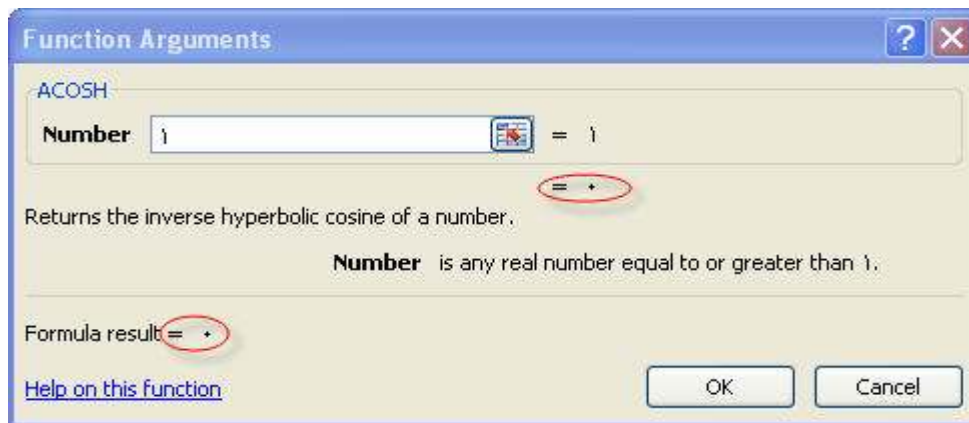 Function Arguments
ACOSH
Number ١ = ١
= ٠
Returns the inverse hyperbolic cosine of a number.
Number is any real number equal to or greater than ١.
Formula result = ٠
Help on this function
OK Cancel